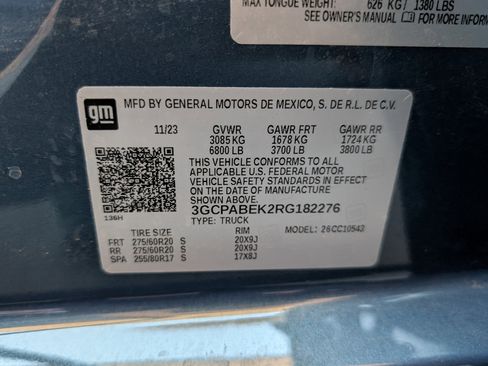 MAX TONGUE WEIGHT: 626 KG / 1380 LBS
SEE OWNER'S MANUAL FOR MORE INFORM
gm
MFD BY GENERAL MOTORS DE MEXICO, S. DE R.L. DE C.V.
11/23 GVWR GAWR FRT GAWR RR
3085 KG 1678 KG 1724 KG
6800 LB 3700 LB 3800 LB
THIS VEHICLE CONFORMS TO ALL
APPLICABLE U.S. FEDERAL MOTOR
VEHICLE SAFETY STANDARDS IN EFFECT
ON THE DATE OF MANUFACTURE
SHOWN ABOVE.
3GCPABEK2RG182276
136H TYPE: TRUCK
TIRE SIZE RIM MODEL: 26CC10543
FRT 275/60R20 S 20X9J
RR 275/60R20 S 20X9J
SPA 255/80R17 S 17X8J